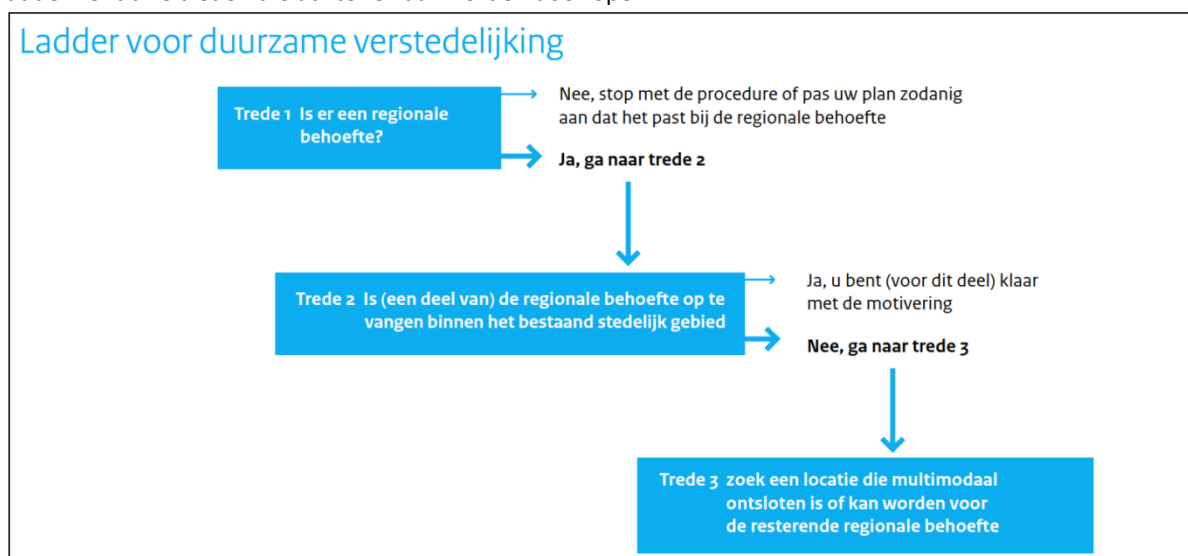 Ladder voor duurzame verstedelijking
Trede 1 Is er een regionale
behoefte?
Nee, stop met de procedure of pas uw plan zodanig
aan dat het past bij de regionale behoefte
Ja, ga naar trede 2
Trede 2 Is (een deel van) de regionale behoefte op te
vangen binnen het bestaand stedelijk gebied
Ja, u bent (voor dit deel) klaar
met de motivering
Nee, ga naar trede 3
Trede 3 zoek een locatie die multimodaal
ontsloten is of kan worden voor
de resterende regionale behoefte